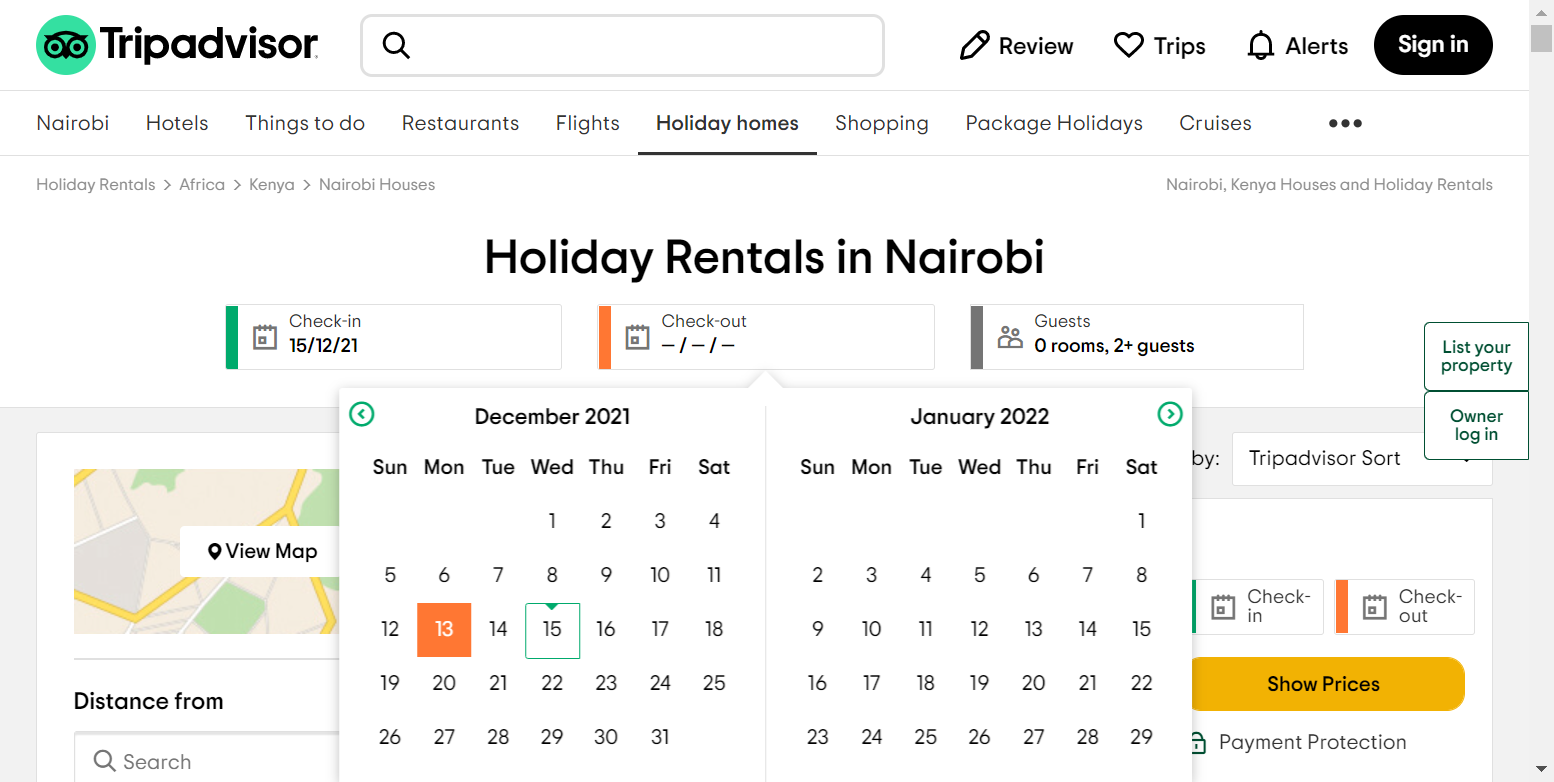 Tripadvisor
Review
Trips
Alerts
Sign in
Nairobi
Hotels
Things to do
Restaurants
Flights
Holiday homes
Shopping
Package Holidays
Cruises
Holiday Rentals > Africa > Kenya > Nairobi Houses
Nairobi, Kenya Houses and Holiday Rentals
Holiday Rentals in Nairobi
Check-in
15/12/21
Check-out
– / – / –
Guests
0 rooms, 2+ guests
List your
property
Owner
log in
December 2021
Sun Mon Tue Wed Thu Fri Sat
1 2 3 4
5 6 7 8 9 10 11
12 13 14 15 16 17 18
19 20 21 22 23 24 25
26 27 28 29 30 31
January 2022
Sun Mon Tue Wed Thu Fri Sat
1
2 3 4 5 6 7 8
9 10 11 12 13 14 15
16 17 18 19 20 21 22
23 24 25 26 27 28 29
by:
Tripadvisor Sort
View Map
Distance from
Search
Check-
in
Check-
out
Show Prices
Payment Protection